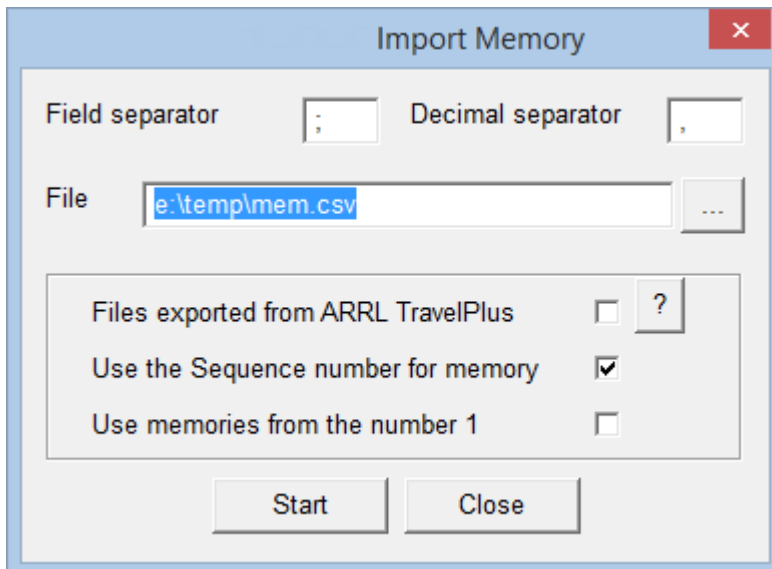 Import Memory
Field separator ; Decimal separator ,
File e:\temp\mem.csv ...
Files exported from ARRL TravelPlus ?
Use the Sequence number for memory
Use memories from the number 1
Start Close